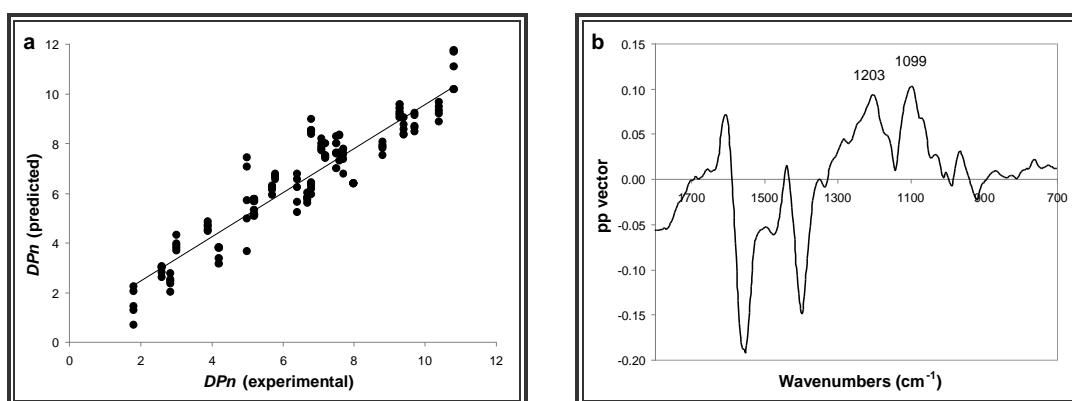 a
12
10
8
6
4
2
0
DPn (predicted)
0 2 4 6 8 10 12
DPn (experimental)
b
0.15
0.10
0.05
0.00
-0.05
-0.10
-0.15
-0.20
pp vector
1203 1099
1700 1500 1300 1100 900 700
Wavenumbers (cm⁻¹)